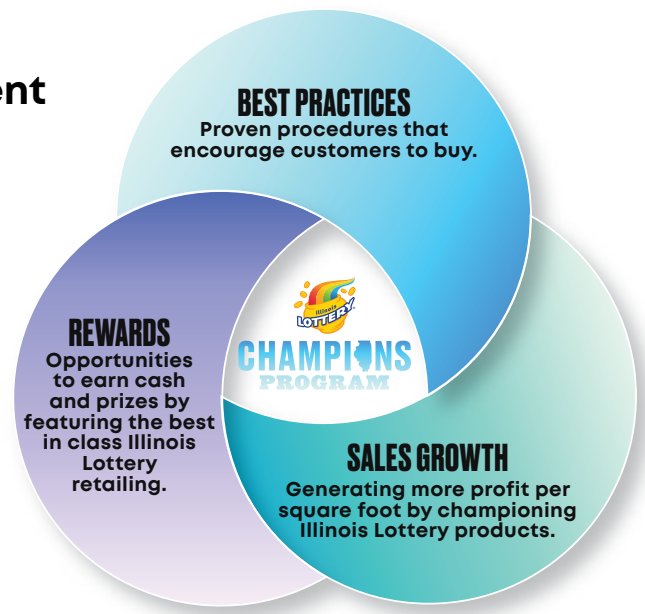 ent
BEST PRACTICES
Proven procedures that
encourage customers to buy.
Illinois
LOTTERY
CHAMPIONS
PROGRAM
REWARDS
Opportunities
to earn cash
and prizes by
featuring the best
in class Illinois
Lottery
retailing.
SALES GROWTH
Generating more profit per
square foot by championing
Illinois Lottery products.